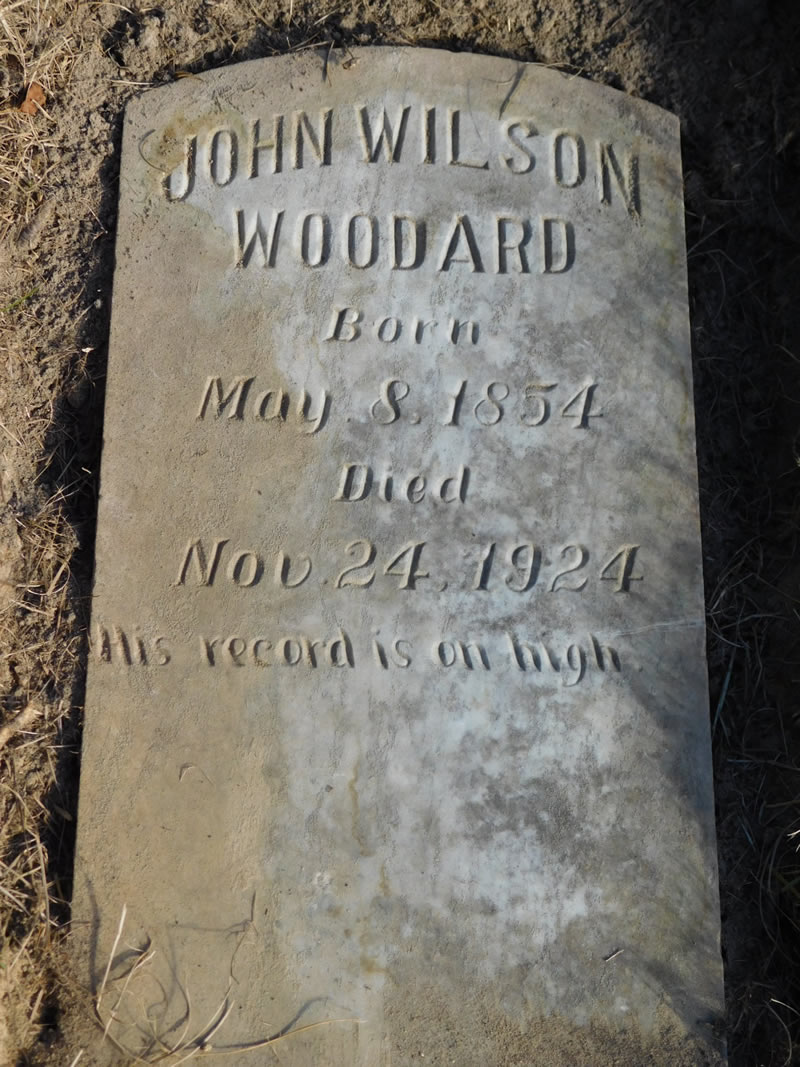 JOHN WILSON
WOODARD
Born
May. 8. 1854
Died
Nov. 24, 1924
His record is on high.